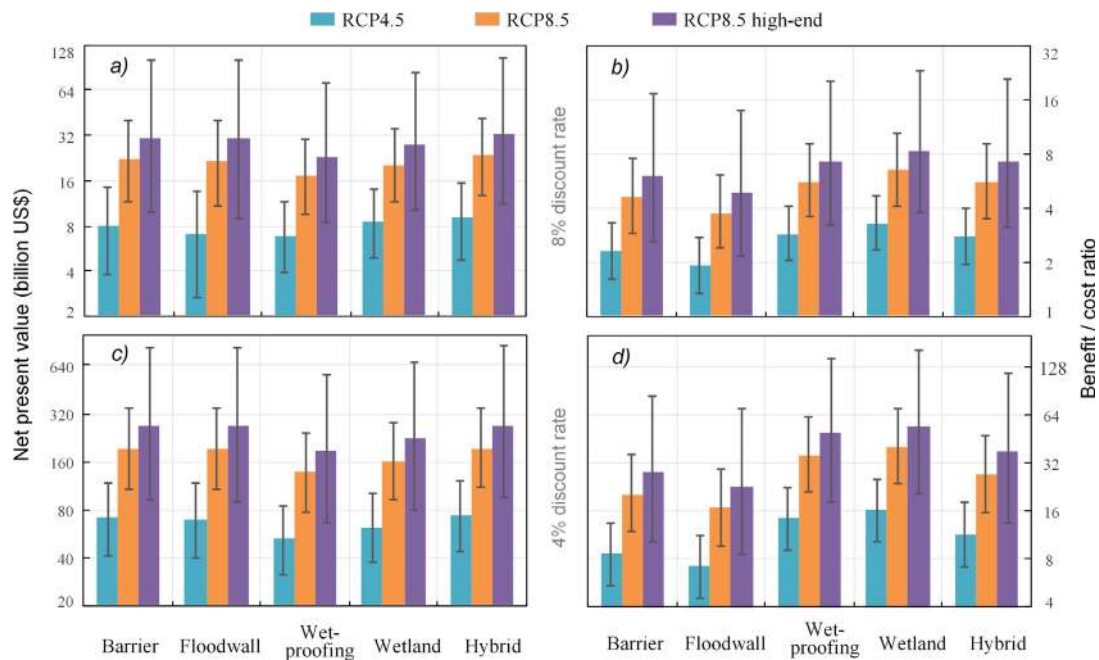 RCP4.5 RCP8.5 RCP8.5 high-end
Net present value (billion US$)
a)
128
64
32
16
8
4
2
b)
8% discount rate
32
16
8
4
2
1
Benefit / cost ratio
c)
640
320
160
80
40
20
d)
4% discount rate
128
64
32
16
8
4
Barrier Floodwall Wet-proofing Wetland Hybrid
Barrier Floodwall Wet-proofing Wetland Hybrid